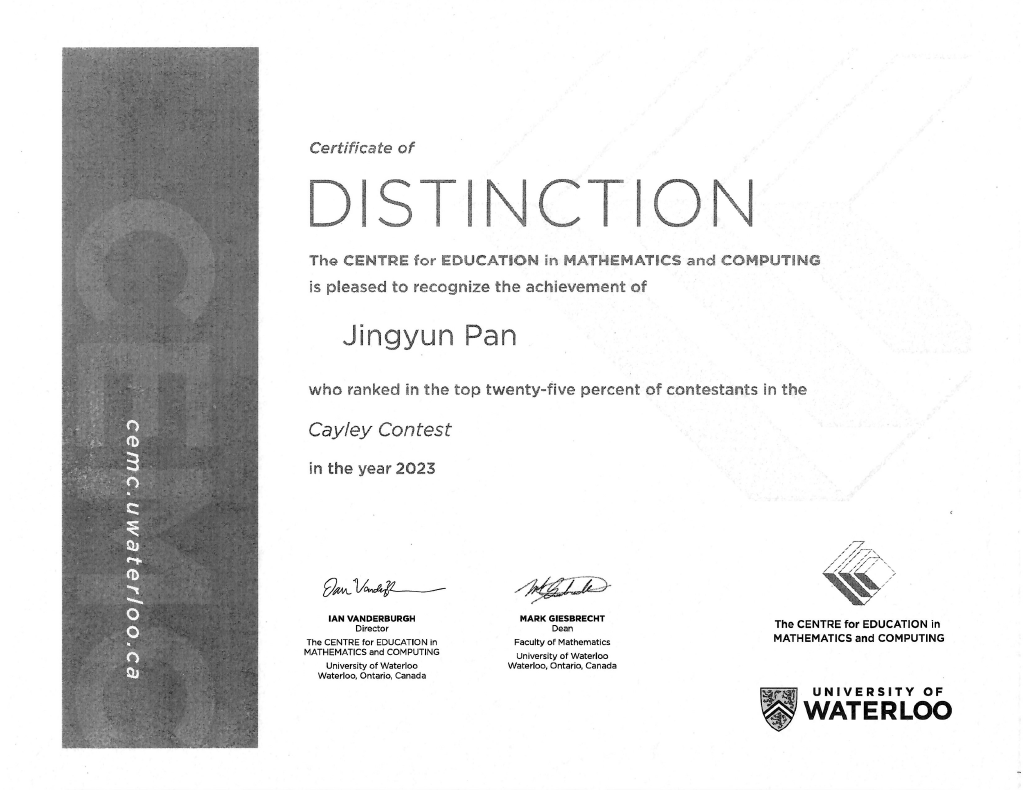 Certificate of
DISTINCTION
The CENTRE for EDUCATION in MATHEMATICS and COMPUTING
is pleased to recognize the achievement of
Jingyun Pan
who ranked in the top twenty-five percent of contestants in the
Cayley Contest
in the year 2023
CEMC
cemc.uwaterloo.ca
Ian Vanderburgh
IAN VANDERBURGH
Director
The CENTRE for EDUCATION in
MATHEMATICS and COMPUTING
University of Waterloo
Waterloo, Ontario, Canada
MARK GIESBRECHT
Dean
Faculty of Mathematics
University of Waterloo
Waterloo, Ontario, Canada
The CENTRE for EDUCATION in
MATHEMATICS and COMPUTING
UNIVERSITY OF
WATERLOO